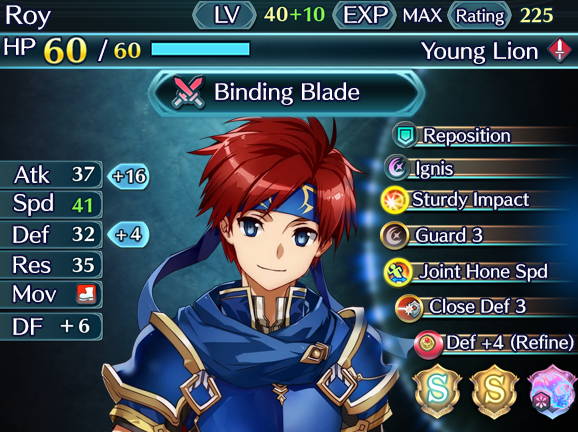 Roy LV 40+10 EXP MAX Rating 225
HP 60 / 60 Young Lion
Binding Blade
Atk 37 +16
Spd 41
Def 32 +4
Res 35
Mov
DF +6
Reposition
Ignis
Sturdy Impact
Guard 3
Joint Hone Spd
Close Def 3
Def +4 (Refine)
S S